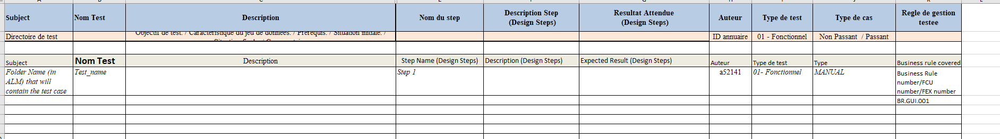 Subject
Nom Test
Description
Nom du step
Description Step
(Design Steps)
Resultat Attendue
(Design Steps)
Auteur
Type de test
Type de cas
Regle de gestion
testee
Directoire de test
Objectif de test. / Caractéristique du jeu de données. / Prérequis. / Situation initiale. /
ID annuaire
01 - Fonctionnel
Non Passant / Passant
Subject
Nom Test
Description
Step Name (Design Steps)
Description (Design Steps)
Expected Result (Design Steps)
Auteur
Type de test
Type
Business rule covered
Folder Name (in
ALM) that will
contain the test case
Test_name
Step 1
a52141
01- Fonctionnel
MANUAL
Business Rule
number/FCU
number/FEX number
BR.GUI.001